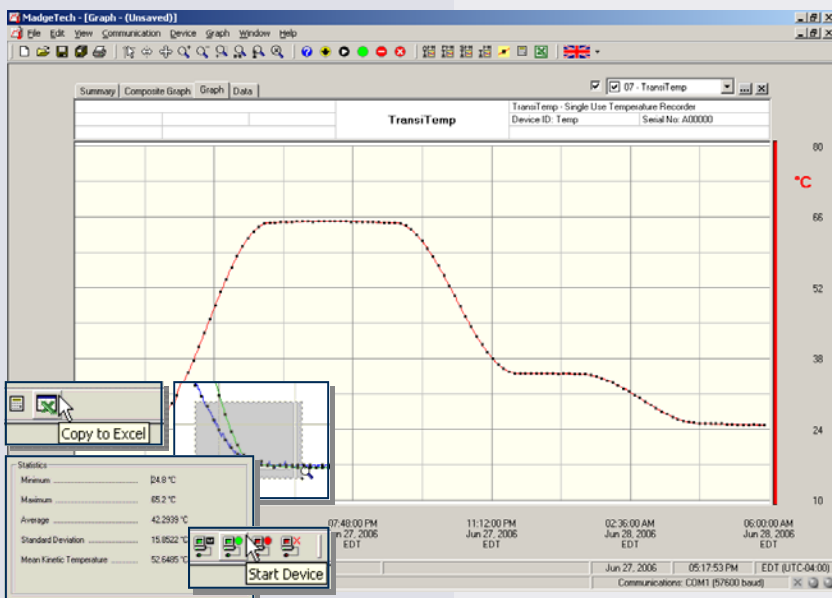 MadgeTech - [Graph - (Unsaved)]
File Edit View Communication Device Graph Window Help
Summary Composite Graph Graph Data
07 - TransiTemp
TransiTemp
TransiTemp - Single Use Temperature Recorder
Device ID: Temp Serial No: A00000
80
°C
66
52
38
24
10
Copy to Excel
Statistics
Minimum 24.8 °C
Maximum 65.2 °C
Average 42.2939 °C
Standard Deviation 15.8522 °C
Mean Kinetic Temperature 52.6485 °C
Start Device
07:48:00 PM 11:12:00 PM 02:36:00 AM 06:00:00 AM
Jun 27, 2006 Jun 27, 2006 Jun 28, 2006 Jun 28, 2006
EDT EDT EDT EDT
Jun 27, 2006 05:17:53 PM EDT (UTC-04:00)
Communications: COM1 (57600 baud)